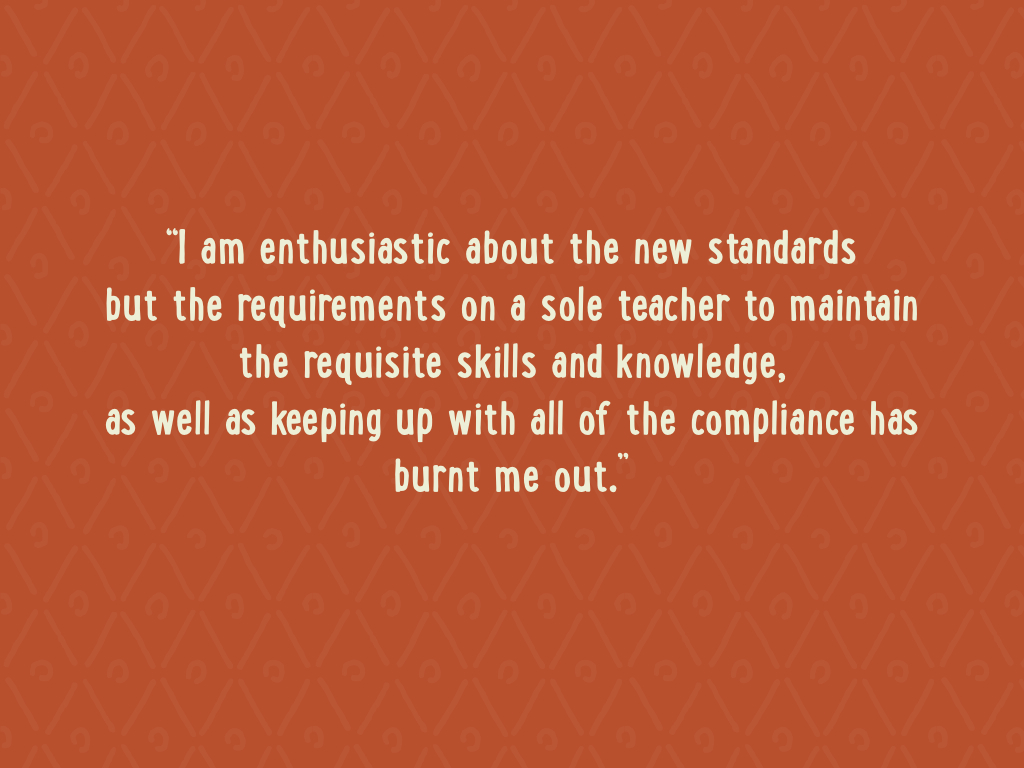 “I am enthusiastic about the new standards
but the requirements on a sole teacher to maintain
the requisite skills and knowledge,
as well as keeping up with all of the compliance has
burnt me out.”